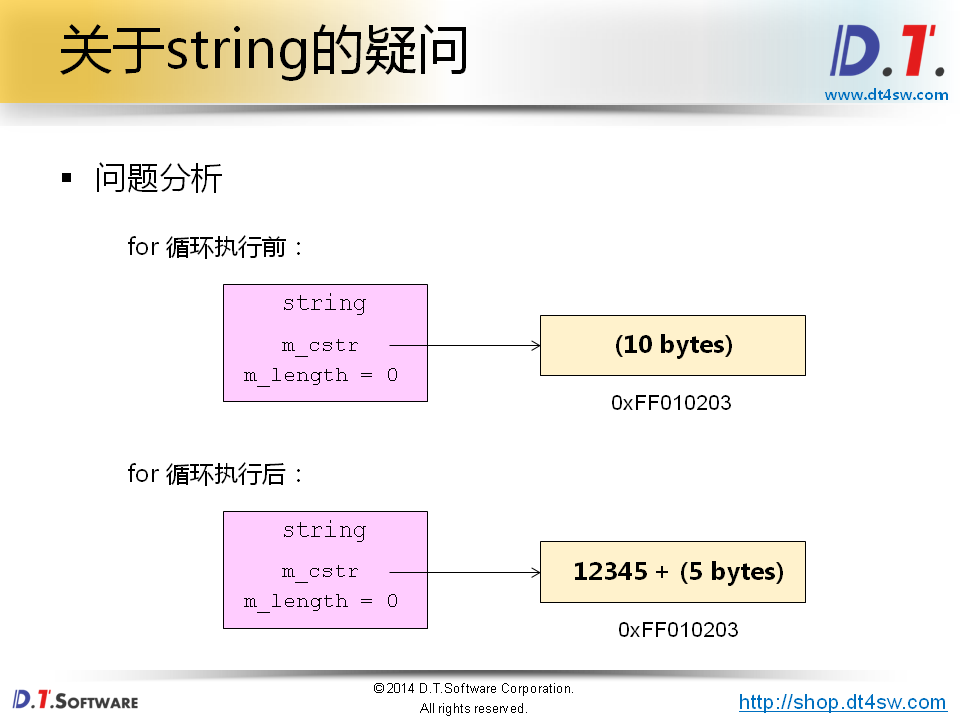 关于string的疑问
D.T.
www.dt4sw.com
▪ 问题分析
for 循环执行前：
string
m_cstr
m_length = 0
(10 bytes)
0xFF010203
for 循环执行后：
string
m_cstr
m_length = 0
12345 + (5 bytes)
0xFF010203
D.T.SOFTWARE
©2014 D.T.Software Corporation.
All rights reserved.
http://shop.dt4sw.com